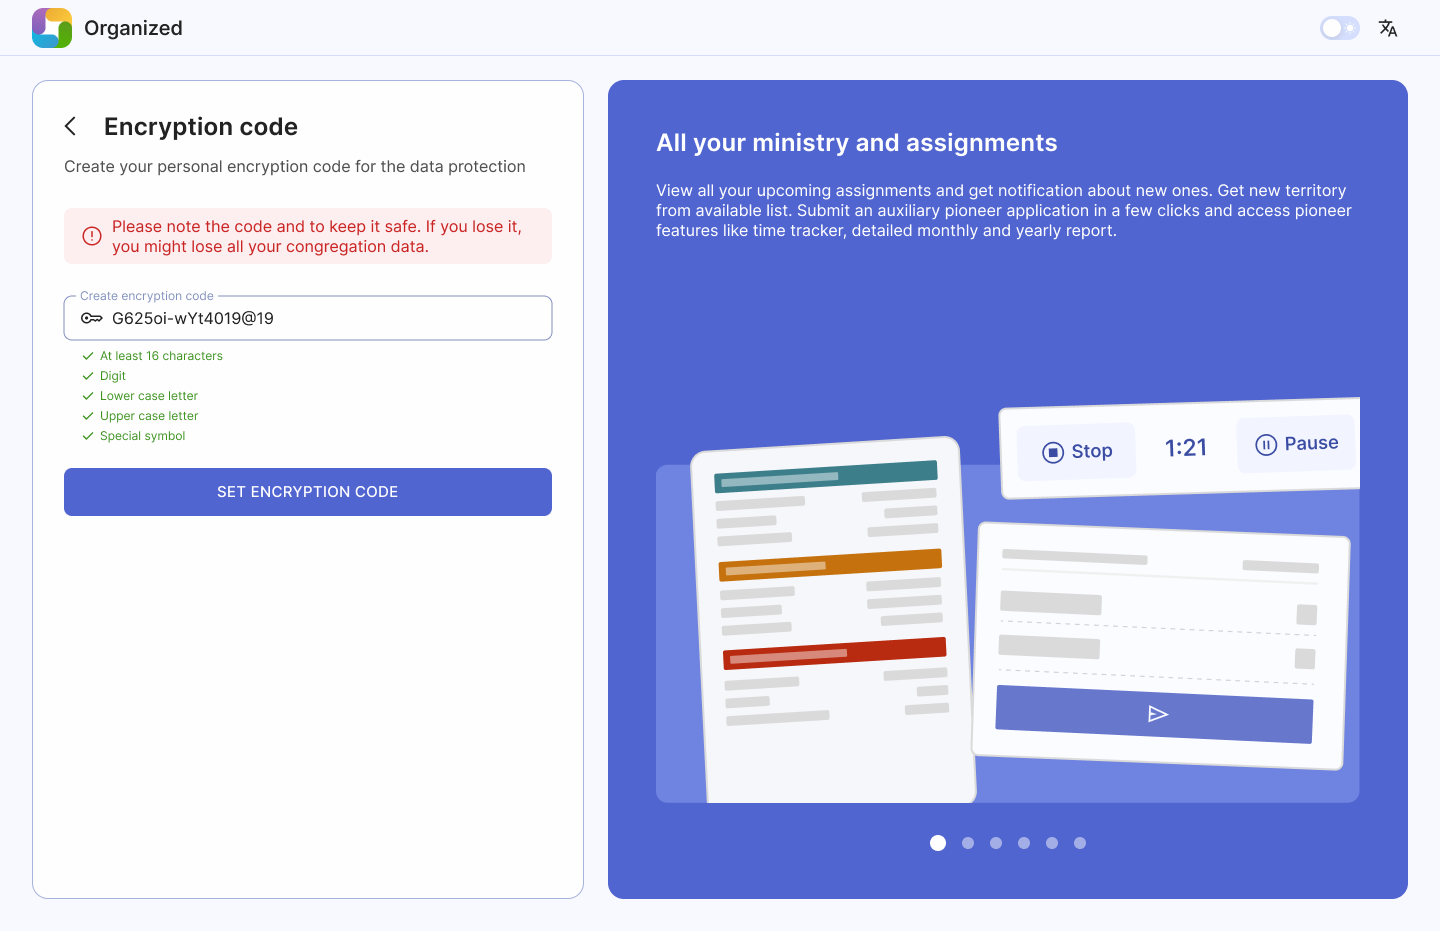 Organized
Encryption code
Create your personal encryption code for the data protection
Please note the code and to keep it safe. If you lose it,
you might lose all your congregation data.
Create encryption code
G625oi-wYt4019@19
At least 16 characters
Digit
Lower case letter
Upper case letter
Special symbol
SET ENCRYPTION CODE
All your ministry and assignments
View all your upcoming assignments and get notification about new ones. Get new territory
from available list. Submit an auxiliary pioneer application in a few clicks and access pioneer
features like time tracker, detailed monthly and yearly report.
Stop 1:21 Pause